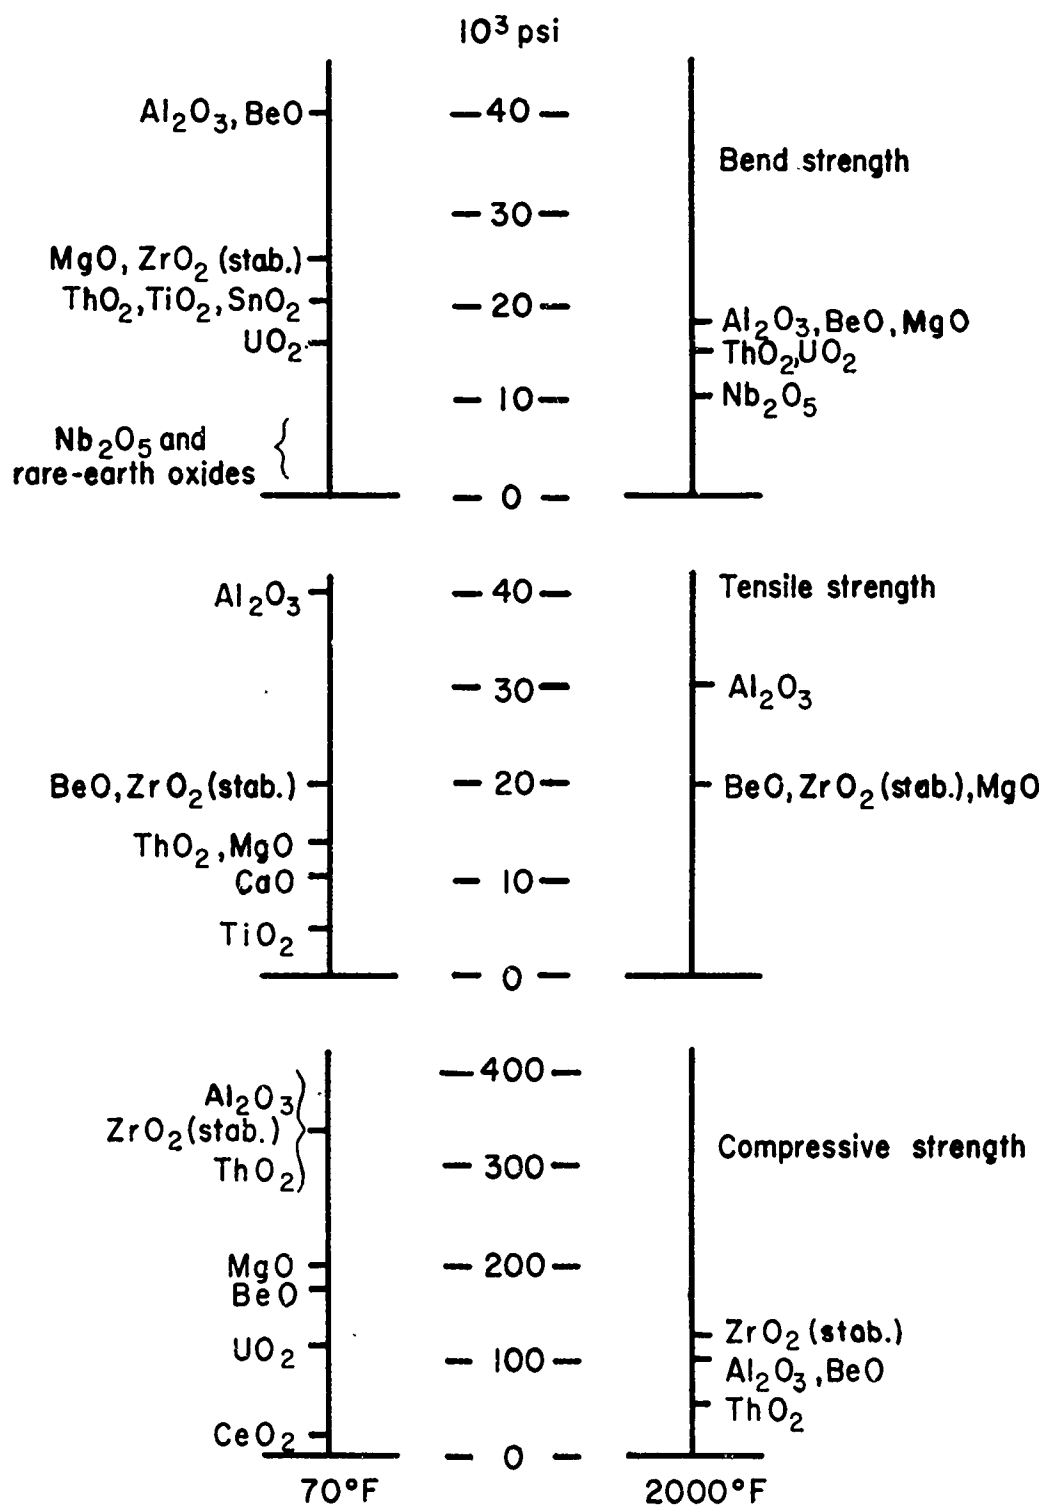 10³ psi
Al₂O₃, BeO
40
Bend strength
30
MgO, ZrO₂ (stab.)
ThO₂, TiO₂, SnO₂
20
Al₂O₃, BeO, MgO
UO₂
ThO₂, UO₂
10
Nb₂O₅
Nb₂O₅ and
rare-earth oxides
0
Al₂O₃
40
Tensile strength
30
Al₂O₃
BeO, ZrO₂ (stab.)
20
BeO, ZrO₂ (stab.), MgO
ThO₂, MgO
CaO
10
TiO₂
0
400
Al₂O₃
ZrO₂ (stab.)
ThO₂
300
Compressive strength
MgO
200
BeO
ZrO₂ (stab.)
UO₂
100
Al₂O₃, BeO
ThO₂
CeO₂
0
70°F
2000°F